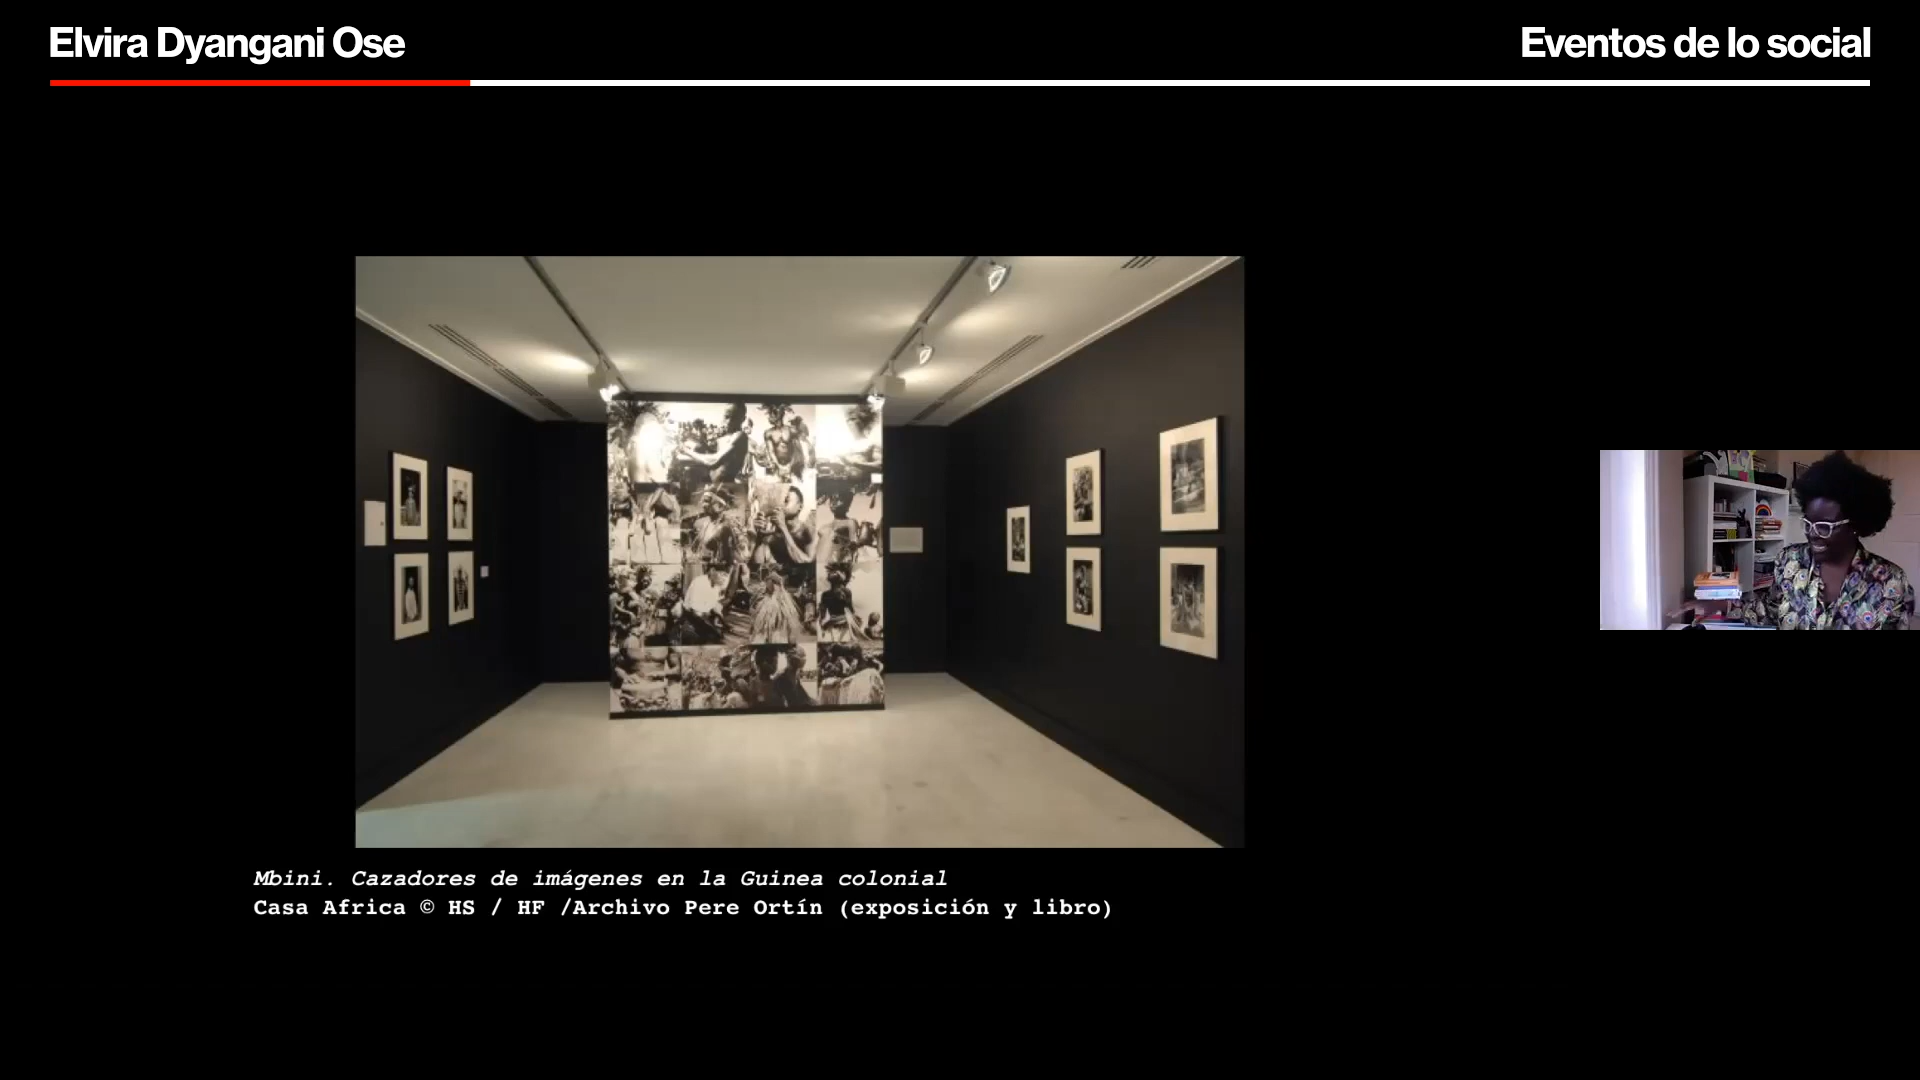 Elvira Dyangani Ose
Eventos de lo social
Mbini. Cazadores de imágenes en la Guinea colonial
Casa Africa © HS / HF /Archivo Pere Ortín (exposición y libro)